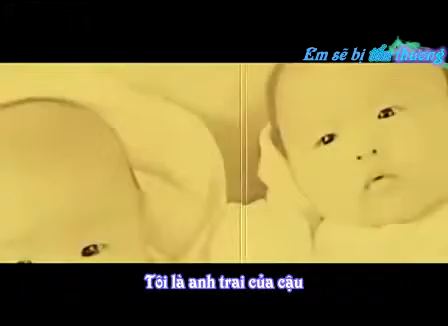 Em sẽ bị tổn thương
Tôi là anh trai của cậu